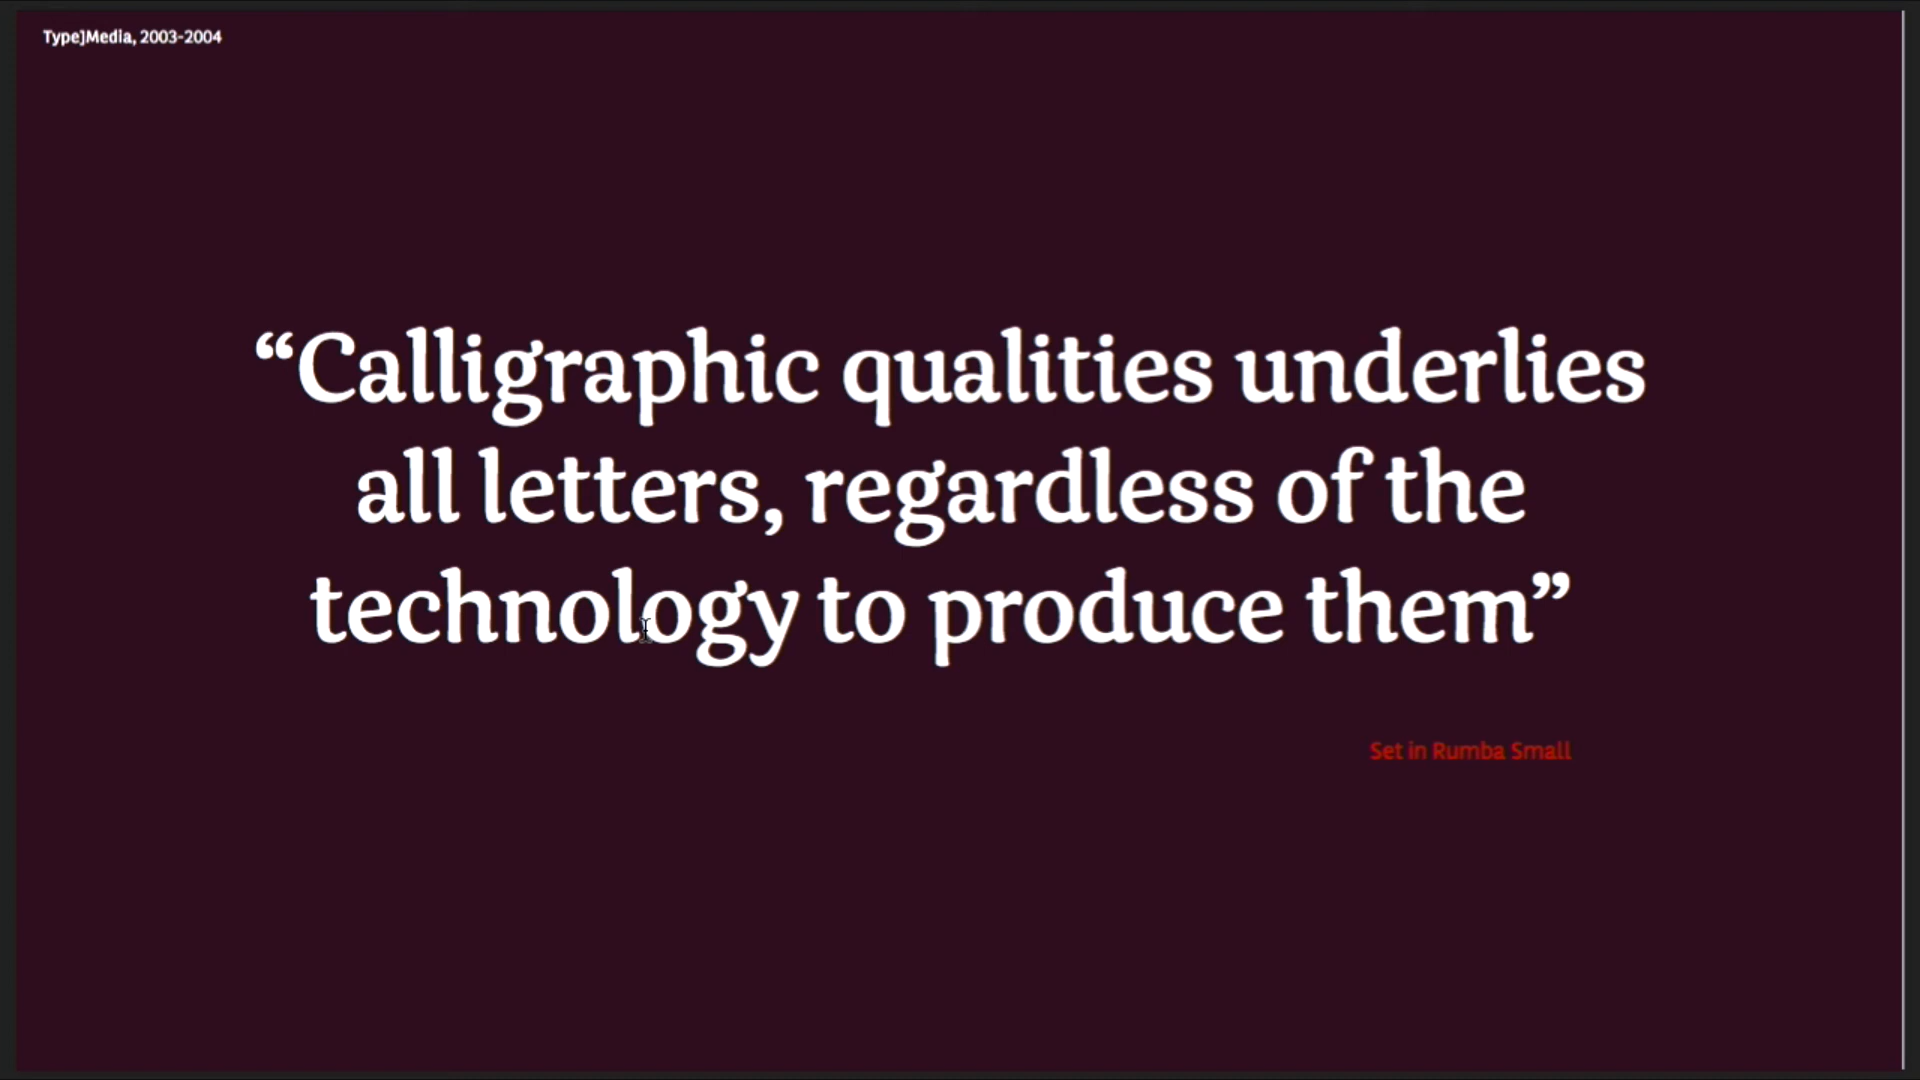 Type]Media, 2003-2004
“Calligraphic qualities underlies
all letters, regardless of the
technology to produce them”
Set in Rumba Small